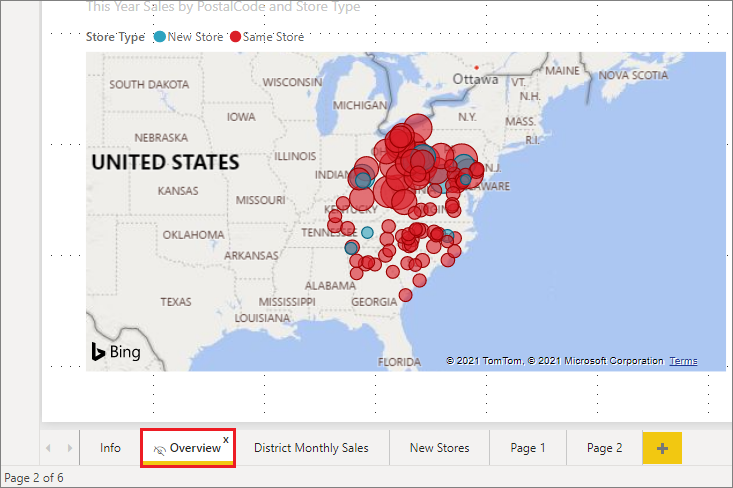 This Year Sales by PostalCode and Store Type
Store Type New Store Same Store
Ottawa
MAINE
NOVA SCOTIA
SOUTH DAKOTA
WISCONSIN
VT.
N.H.
MICHIGAN
IOWA
N.Y.
MASS.
NEBRASKA
R.I.
UNITED STATES
ILLINOIS
N.J.
INDIAN
KANSAS
MISSOURI
KENTUCKY
DELAWARE
OKLAHOMA
TENNESSEE
ARKANSAS
ALABAMA
TEXAS
MISSISSIPPI
GEORGIA
LOUISIANA
Bing
FLORIDA
© 2021 TomTom, © 2021 Microsoft Corporation Terms
Info Overview x District Monthly Sales New Stores Page 1 Page 2 +
Page 2 of 6